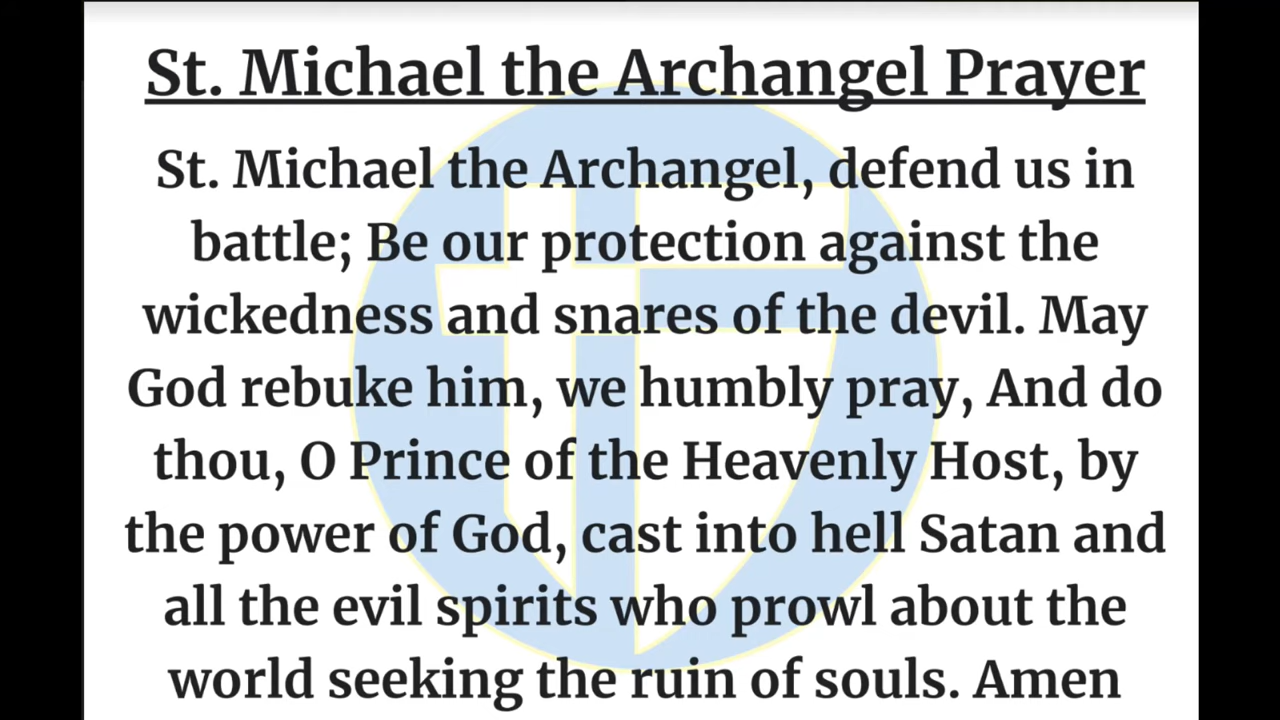 St. Michael the Archangel Prayer
St. Michael the Archangel, defend us in
battle; Be our protection against the
wickedness and snares of the devil. May
God rebuke him, we humbly pray, And do
thou, O Prince of the Heavenly Host, by
the power of God, cast into hell Satan and
all the evil spirits who prowl about the
world seeking the ruin of souls. Amen